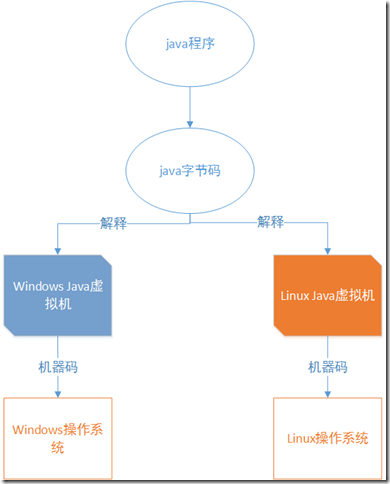 java程序
java字节码
解释
解释
Windows Java虚
拟机
Linux Java虚拟机
机器码
机器码
Windows操作系
统
Linux操作系统